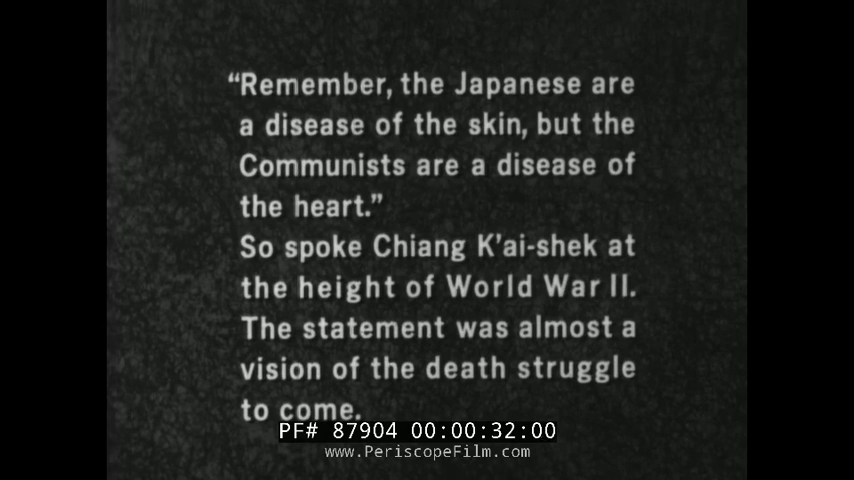 “Remember, the Japanese are
a disease of the skin, but the
Communists are a disease of
the heart.”
So spoke Chiang K’ai-shek at
the height of World War II.
The statement was almost a
vision of the death struggle
to come.
PF# 87904 00:00:32:00
www.PeriscopeFilm.com